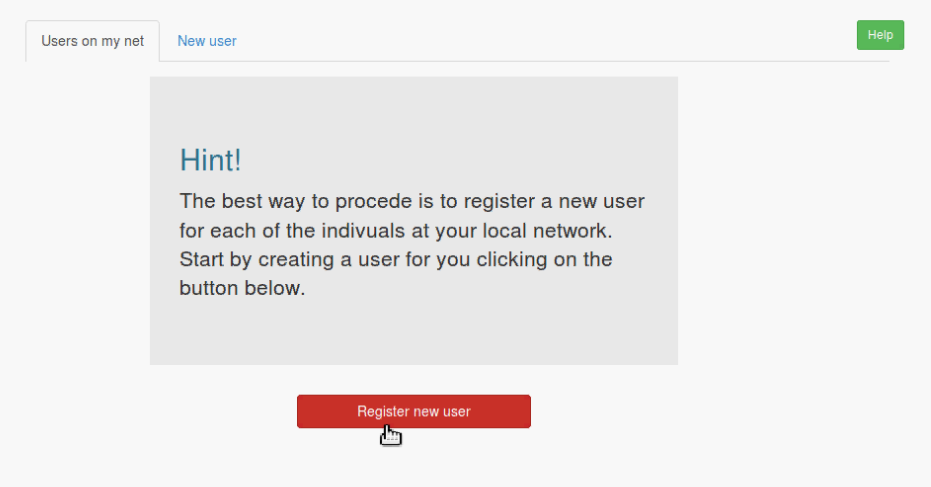 Users on my net
New user
Help
Hint!
The best way to procede is to register a new user
for each of the indivuals at your local network.
Start by creating a user for you clicking on the
button below.
Register new user